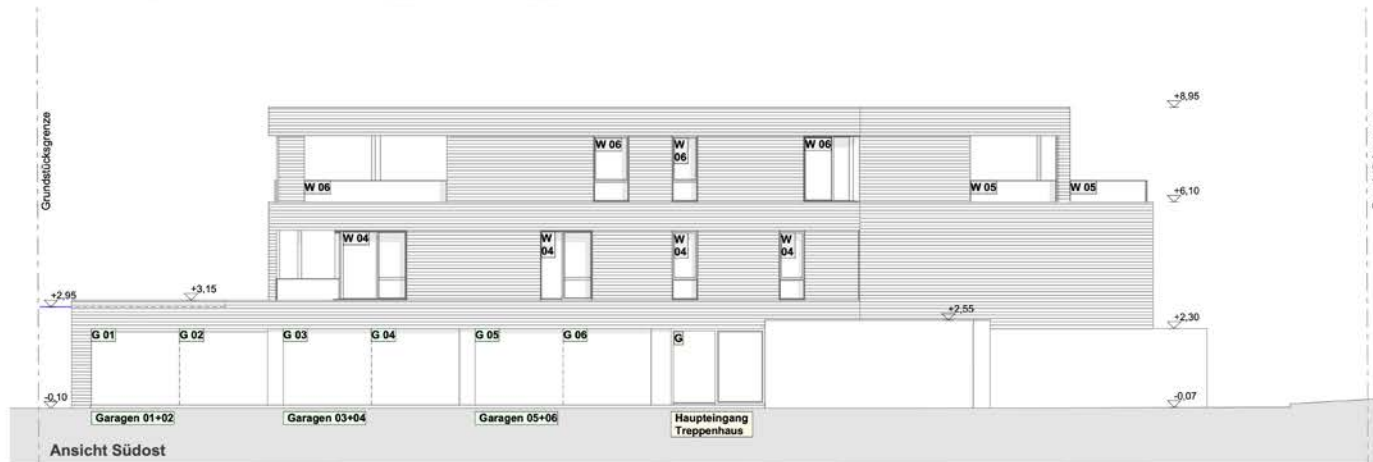 Grundstücksgrenze
+8,95
W 06
W
06
W 06
W 06
W 05
W 05
+6,10
W 04
W
04
W
04
W
04
+2,95
+3,15
+2,55
+2,30
G 01
G 02
G 03
G 04
G 05
G 06
G
-0,10
-0,07
Garagen 01+02
Garagen 03+04
Garagen 05+06
Haupteingang
Treppenhaus
Ansicht Südost